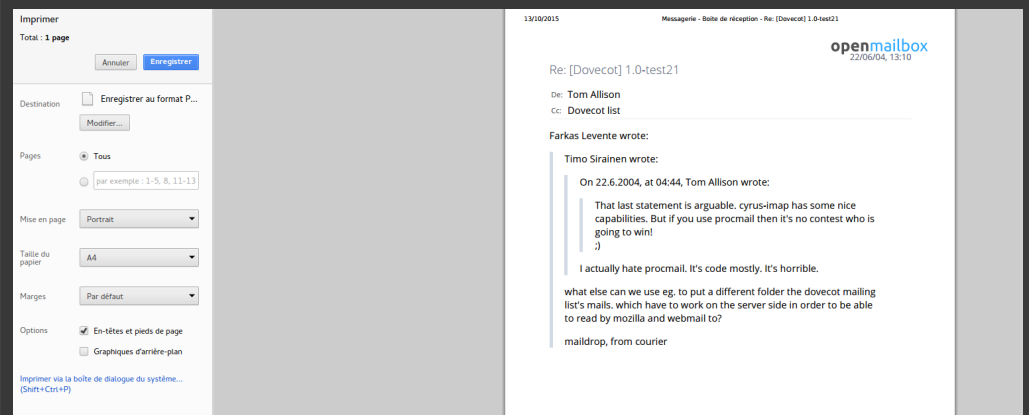 Imprimer
Total : 1 page
Annuler
Enregistrer
Destination
Enregistrer au format P...
Modifier...
Pages
Tous
par exemple : 1-5, 8, 11-13
Mise en page
Portrait
Taille du
papier
A4
Marges
Par défaut
Options
En-têtes et pieds de page
Graphiques d'arrière-plan
Imprimer via la boîte de dialogue du système...
(Shift+Ctrl+P)
13/10/2015
Messagerie - Boîte de réception - Re: [Dovecot] 1.0-test21
openmailbox
22/06/04, 13:10
Re: [Dovecot] 1.0-test21
De: Tom Allison
Cc: Dovecot list
Farkas Levente wrote:
Timo Sirainen wrote:
On 22.6.2004, at 04:44, Tom Allison wrote:
That last statement is arguable. cyrus-imap has some nice
capabilities. But if you use procmail then it's no contest who is
going to win!
;)
I actually hate procmail. It's code mostly. It's horrible.
what else can we use eg. to put a different folder the dovecot mailing
list's mails. which have to work on the server side in order to be able
to read by mozilla and webmail to?
maildrop, from courier